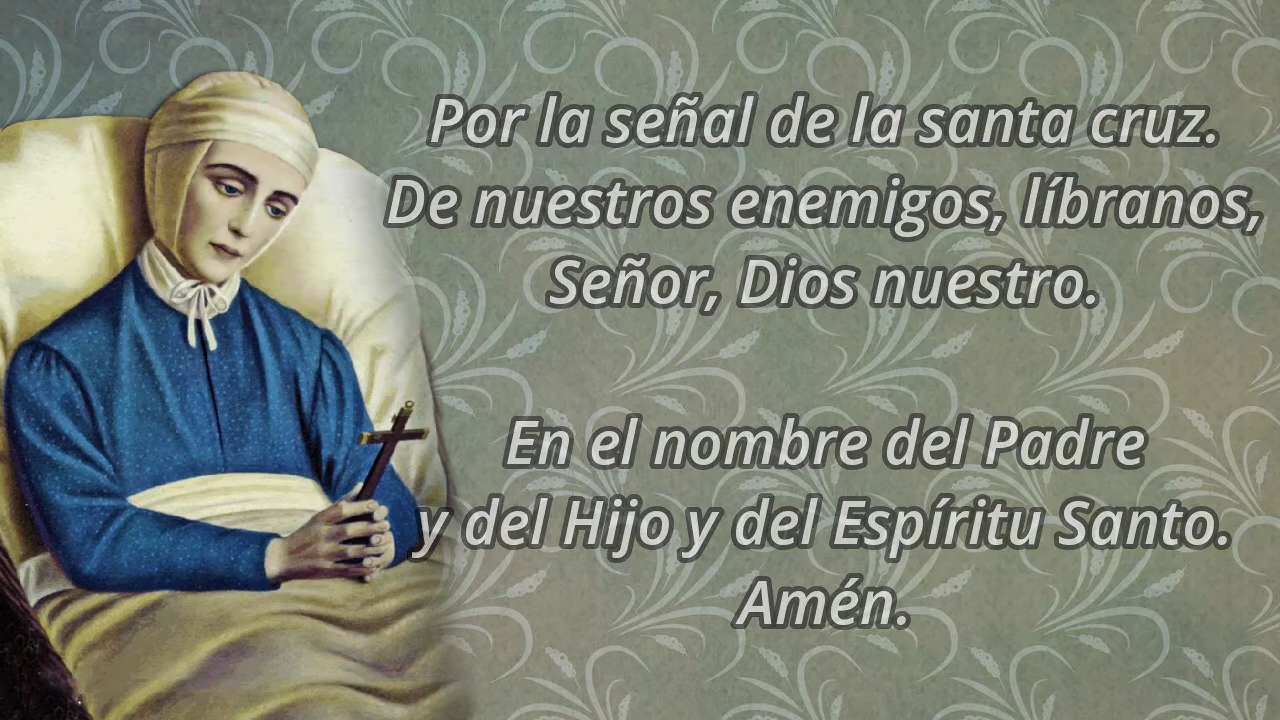 Por la señal de la santa cruz.
De nuestros enemigos, líbranos,
Señor, Dios nuestro.
En el nombre del Padre
y del Hijo y del Espíritu Santo.
Amén.